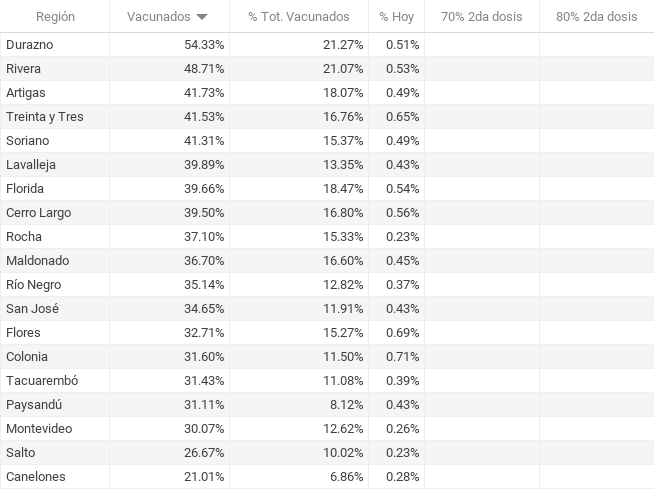 Región Vacunados % Tot. Vacunados % Hoy 70% 2da dosis 80% 2da dosis
Durazno 54.33% 21.27% 0.51%
Rivera 48.71% 21.07% 0.53%
Artigas 41.73% 18.07% 0.49%
Treinta y Tres 41.53% 16.76% 0.65%
Soriano 41.31% 15.37% 0.49%
Lavalleja 39.89% 13.35% 0.43%
Florida 39.66% 18.47% 0.54%
Cerro Largo 39.50% 16.80% 0.56%
Rocha 37.10% 15.33% 0.23%
Maldonado 36.70% 16.60% 0.45%
Río Negro 35.14% 12.82% 0.37%
San José 34.65% 11.91% 0.43%
Flores 32.71% 15.27% 0.69%
Colonia 31.60% 11.50% 0.71%
Tacuarembó 31.43% 11.08% 0.39%
Paysandú 31.11% 8.12% 0.43%
Montevideo 30.07% 12.62% 0.26%
Salto 26.67% 10.02% 0.23%
Canelones 21.01% 6.86% 0.28%